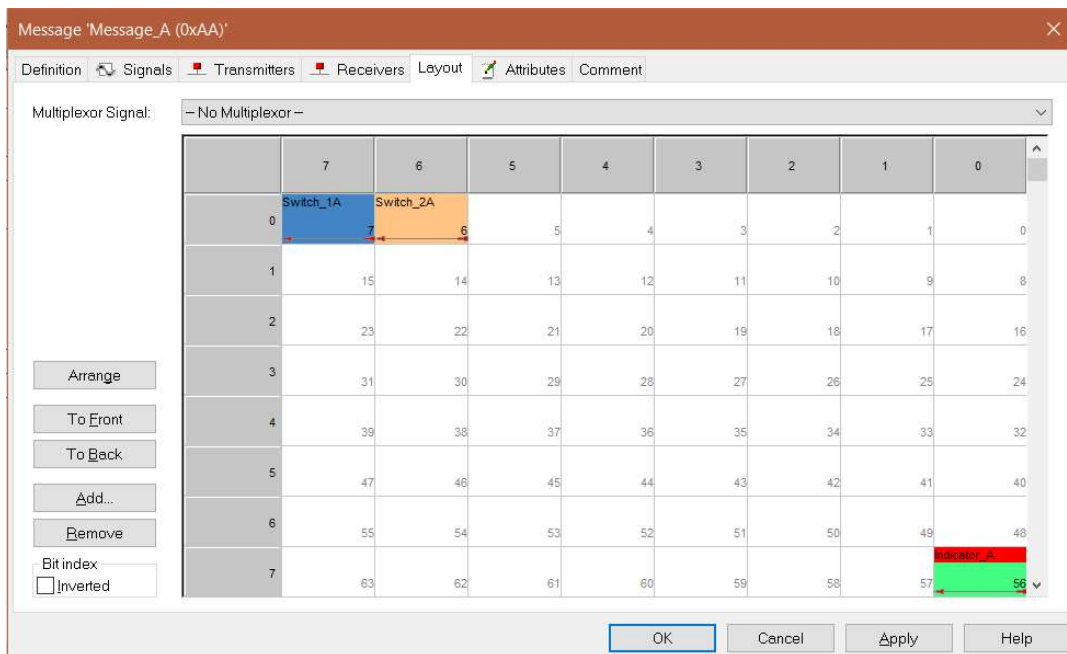 Message 'Message_A (0xAA)'
Definition Signals Transmitters Receivers Layout Attributes Comment
Multiplexor Signal: -- No Multiplexor --
7 6 5 4 3 2 1 0
Switch_1A Switch_2A
0 7 6 5 4 3 2 1 0
1 15 14 13 12 11 10 9 8
2 23 22 21 20 19 18 17 16
Arrange
3 31 30 29 28 27 26 25 24
To Front
4 39 38 37 36 35 34 33 32
To Back
5 47 46 45 44 43 42 41 40
Add...
6 55 54 53 52 51 50 49 48
Remove
Indicator_A
Bit index
7 63 62 61 60 59 58 57 56
Inverted
OK Cancel Apply Help